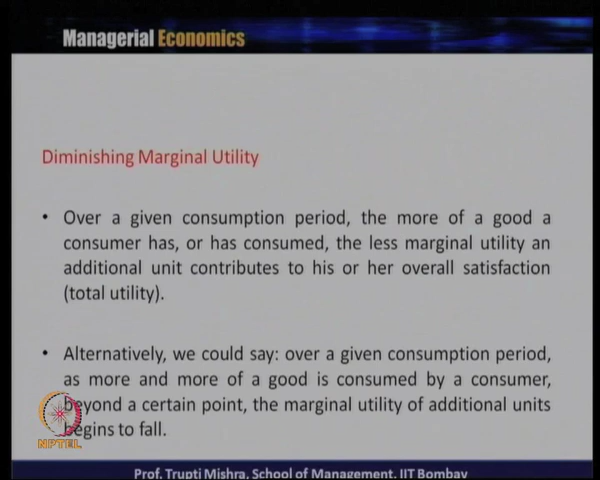 Managerial Economics
Diminishing Marginal Utility
• Over a given consumption period, the more of a good a
consumer has, or has consumed, the less marginal utility an
additional unit contributes to his or her overall satisfaction
(total utility).
• Alternatively, we could say: over a given consumption period,
as more and more of a good is consumed by a consumer,
beyond a certain point, the marginal utility of additional units
begins to fall.
NPTEL
Prof. Trupti Mishra, School of Management, IIT Bombay